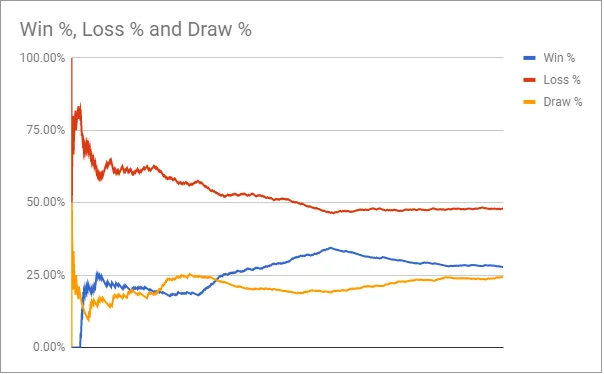 Win %, Loss % and Draw %
100.00%
75.00%
50.00%
25.00%
0.00%
Win %
Loss %
Draw %